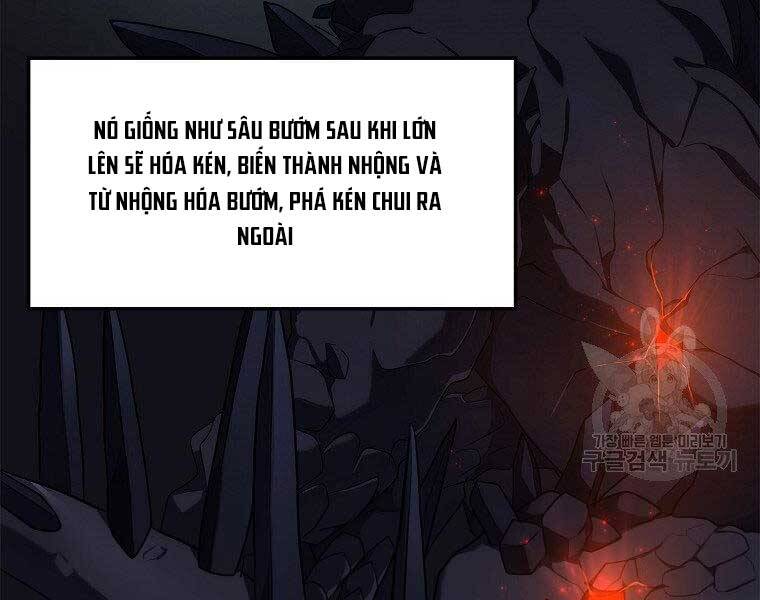 NÓ GIỐNG NHƯ SÂU BƯỚM SAU KHI LỚN
LÊN SẼ HÓA KÉN, BIẾN THÀNH NHỘNG VÀ
TỪ NHỘNG HÓA BƯỚM, PHÁ KÉN CHUI RA
NGOÀI
가장 빠른 웹툰 미리보기
구글검색 뉴토끼